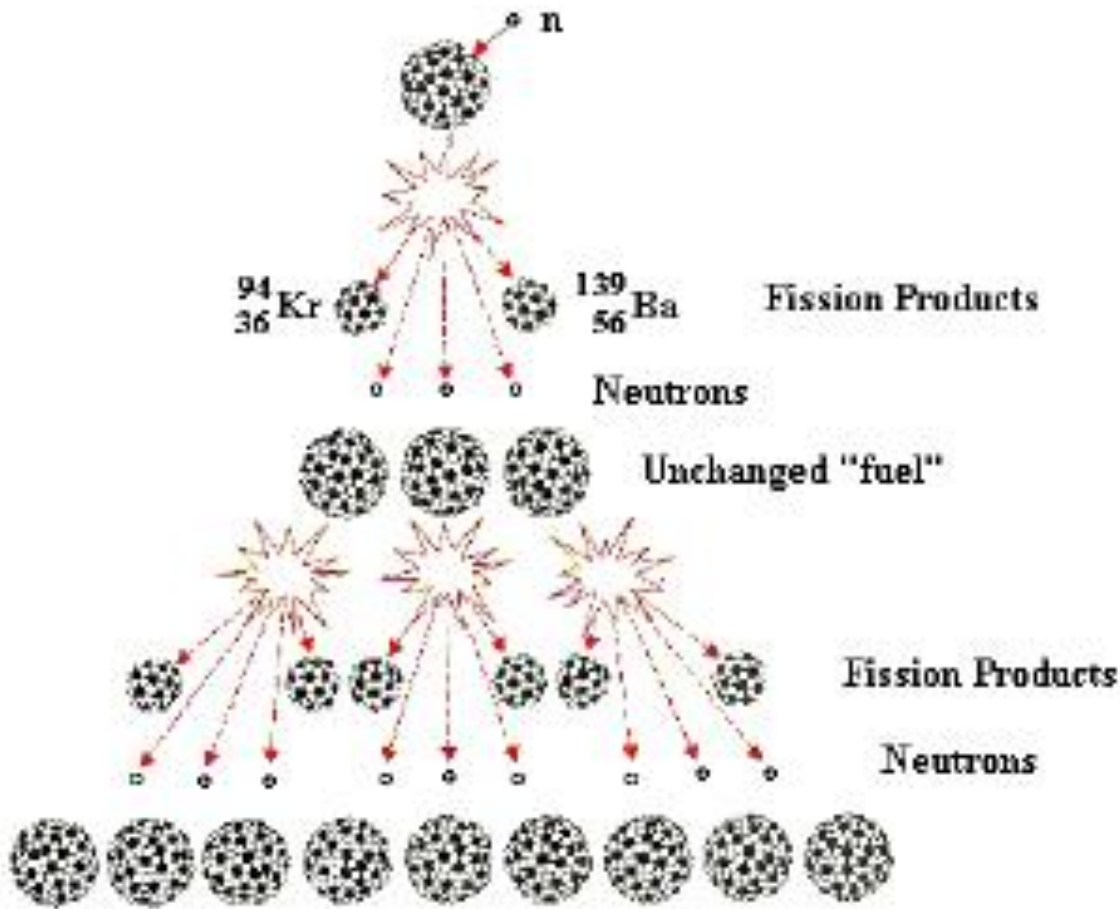 n
94
36 Kr
139
56 Ba
Fission Products
Neutrons
Unchanged "fuel"
Fission Products
Neutrons